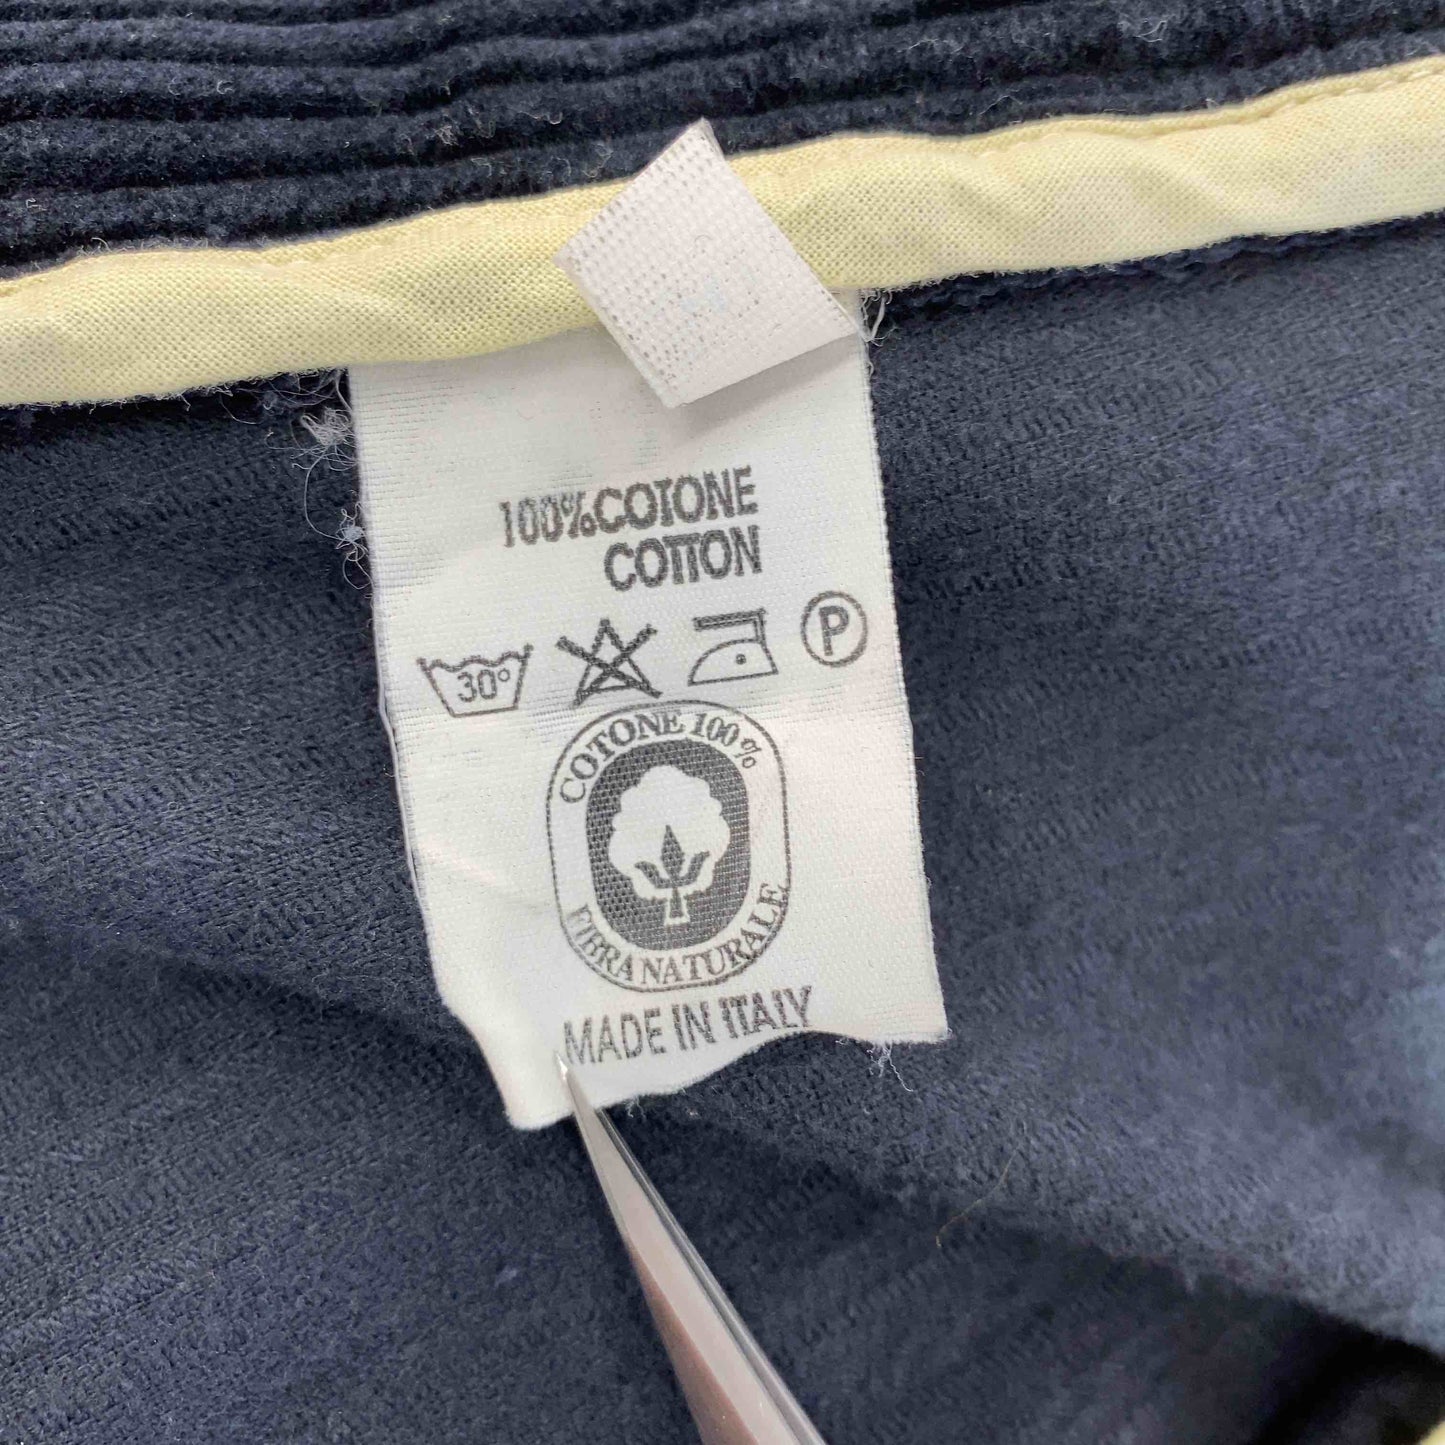 100%COTONE
COTTON
30°
P
COTONE 100%
FIBRA NATURALE
MADE IN ITALY